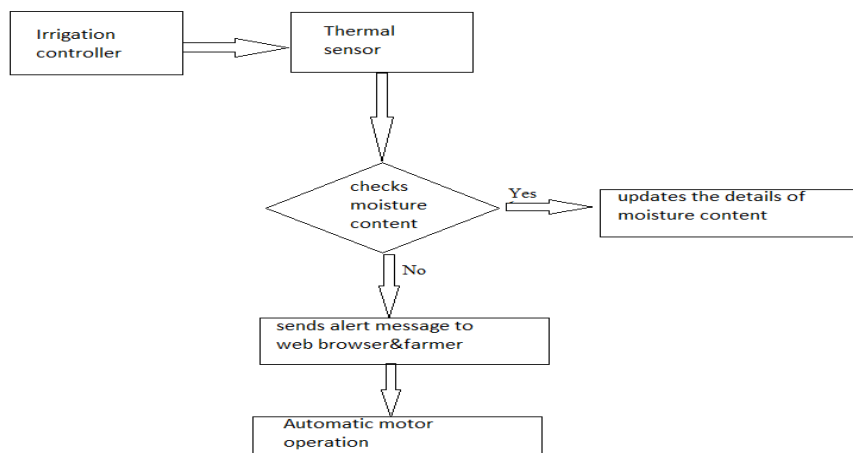 Irrigation
controller
Thermal
sensor
checks
moisture
content
Yes
updates the details of
moisture content
No
sends alert message to
web browser&farmer
Automatic motor
operation